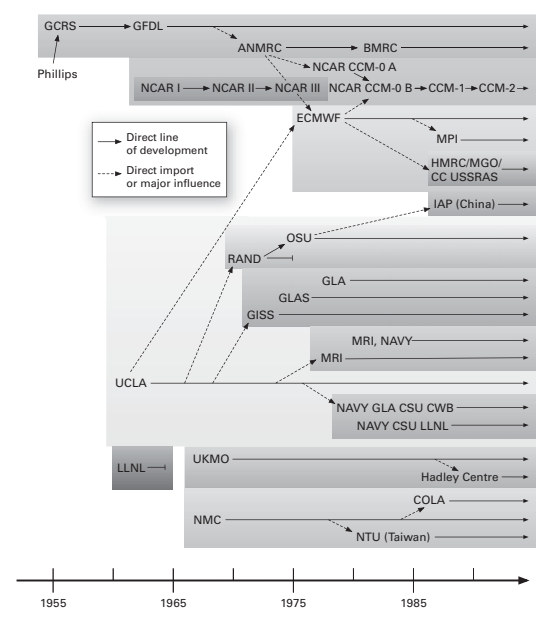 GCRS GFDL
ANMRC BMRC
Phillips
NCAR CCM-0 A
NCAR I NCAR II NCAR III NCAR CCM-0 B CCM-1 CCM-2
ECMWF
Direct line
of development
Direct import
or major influence
MPI
HMRC/MGO/
CC USSRAS
IAP (China)
OSU
RAND
GLA
GLAS
GISS
MRI, NAVY
MRI
UCLA
NAVY GLA CSU CWB
NAVY CSU LLNL
LLNL
UKMO
Hadley Centre
COLA
NMC
NTU (Taiwan)
1955 1965 1975 1985